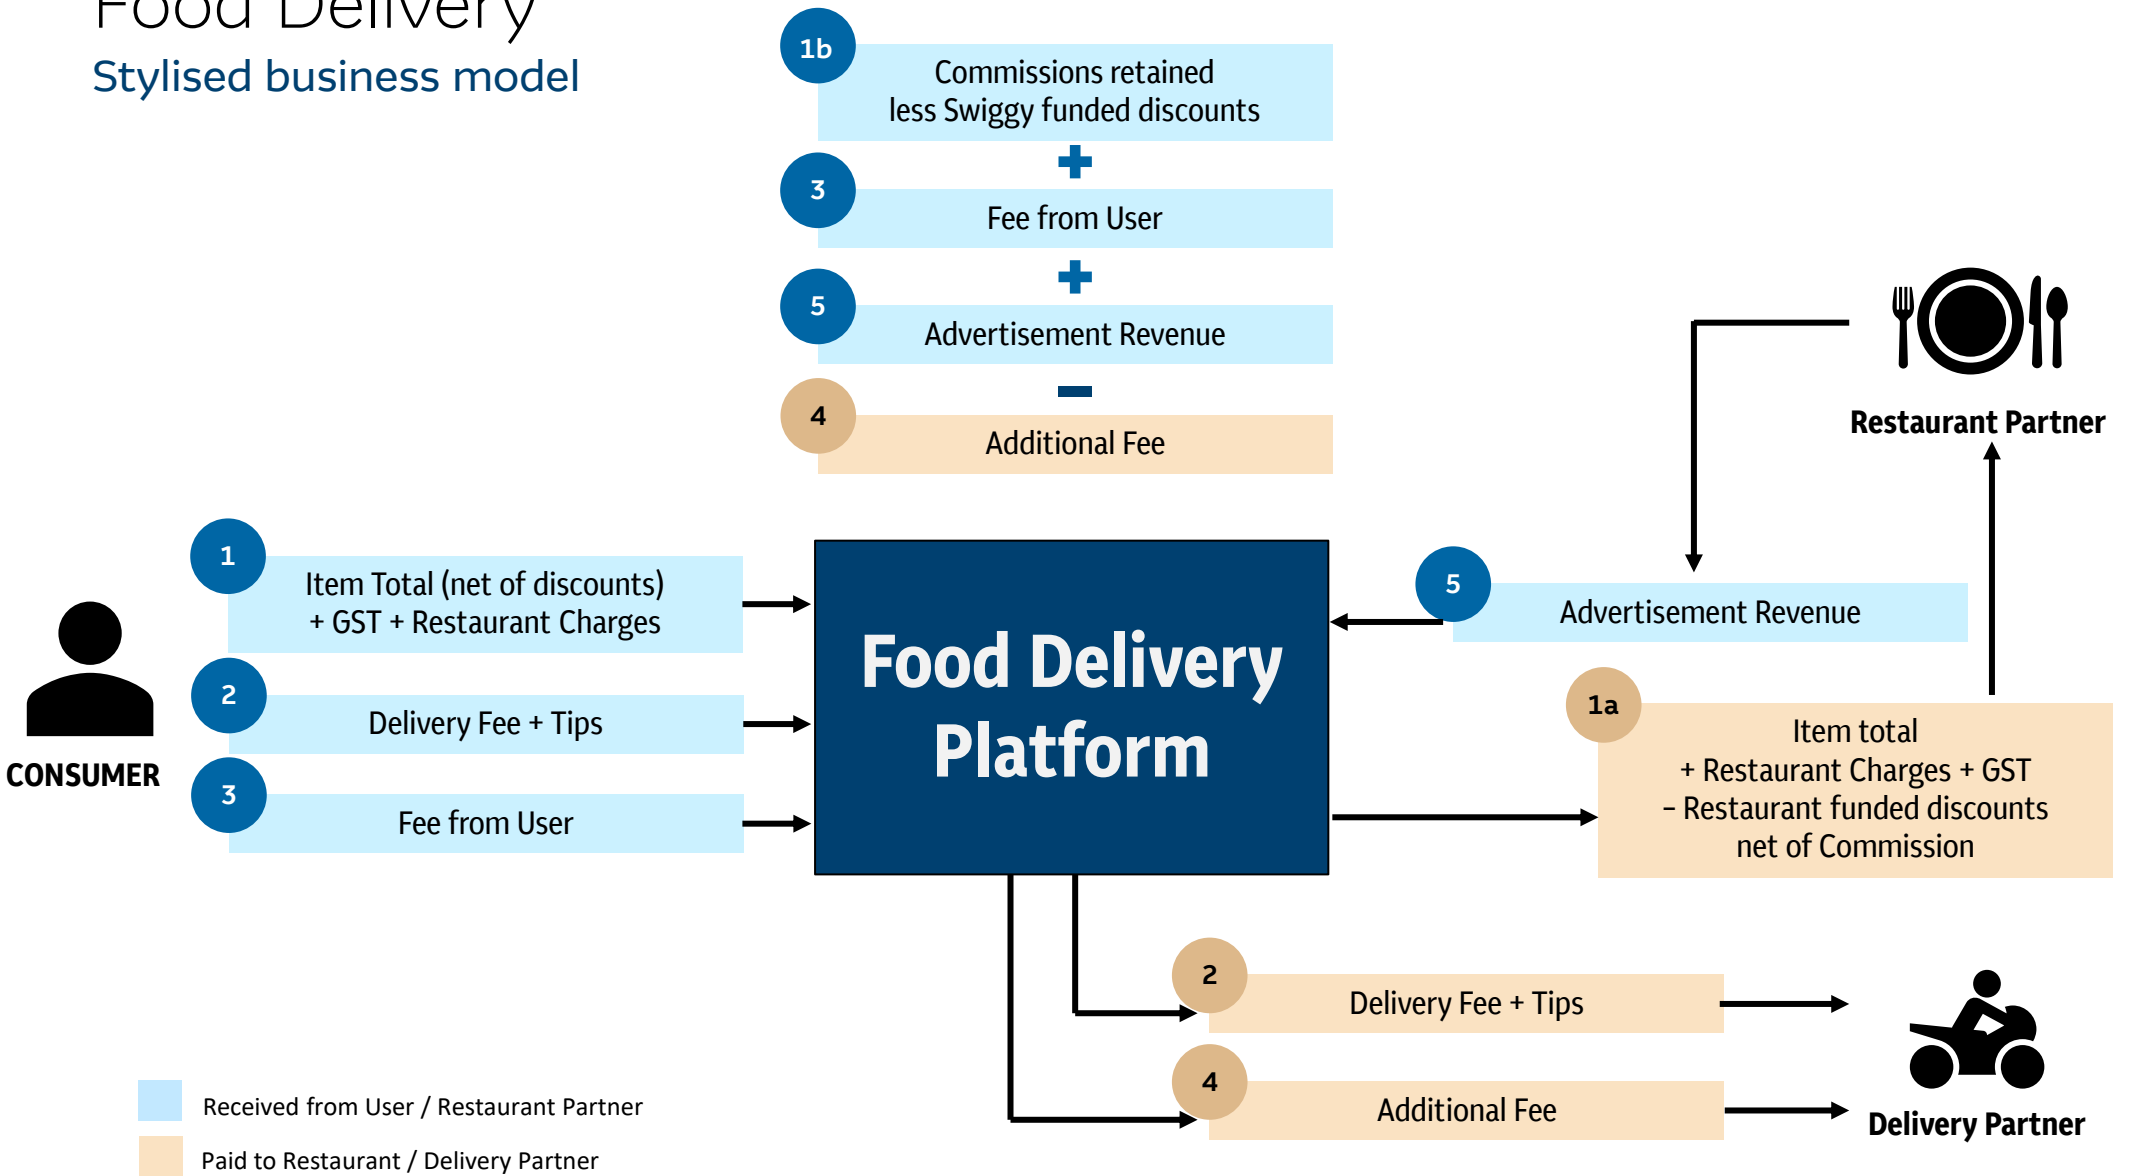 Food Delivery
Stylised business model
1b
Commissions retained
less Swiggy funded discounts
+
3
Fee from User
+
5
Advertisement Revenue
–
4
Additional Fee
Restaurant Partner
1
Item Total (net of discounts)
+ GST + Restaurant Charges
2
Delivery Fee + Tips
3
Fee from User
CONSUMER
Food Delivery
Platform
5
Advertisement Revenue
1a
Item total
+ Restaurant Charges + GST
– Restaurant funded discounts
net of Commission
2
Delivery Fee + Tips
4
Additional Fee
Delivery Partner
Received from User / Restaurant Partner
Paid to Restaurant / Delivery Partner